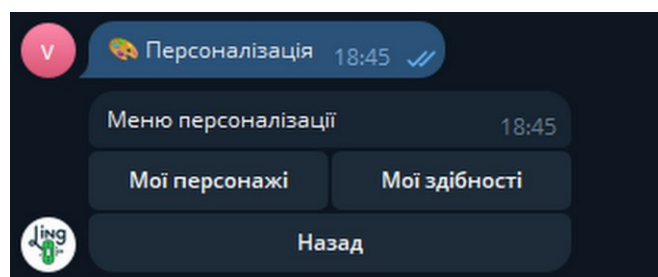 V
🎨 Персоналізація 18:45
Меню персоналізації 18:45
Мої персонажі Мої здібності
Ling
Назад